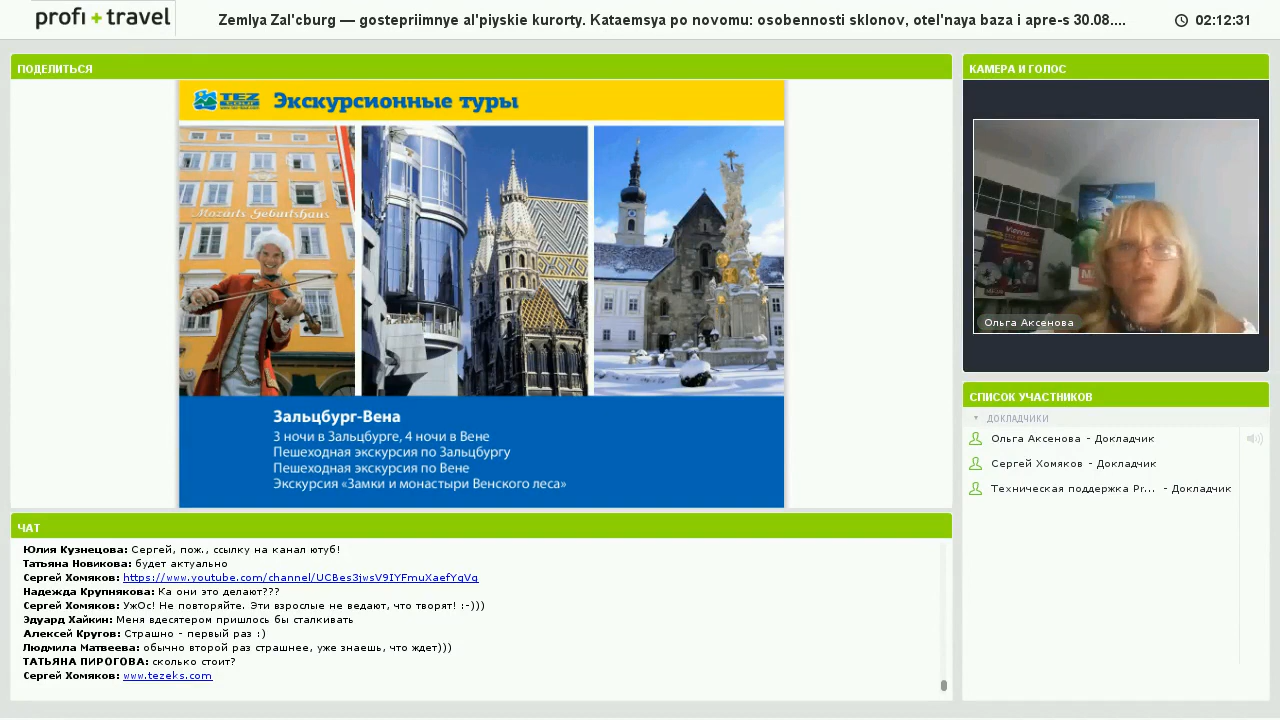 profi + travel
Zemlya Zal'cburg — gostepriimnye al'piyskie kurorty. Kataemsya po novomu: osobennosti sklonov, otel'naya baza i apre-s 30.08....
02:12:31
ПОДЕЛИТЬСЯ
TEZ TOUR
Экскурсионные туры
Mozarts Geburtshaus
Зальцбург-Вена
3 ночи в Зальцбурге, 4 ночи в Вене
Пешеходная экскурсия по Зальцбургу
Пешеходная экскурсия по Вене
Экскурсия «Замки и монастыри Венского леса»
КАМЕРА И ГОЛОС
Ольга Аксенова
СПИСОК УЧАСТНИКОВ
ДОКЛАДЧИКИ
Ольга Аксенова - Докладчик
Сергей Хомяков - Докладчик
Техническая поддержка Pr... - Докладчик
ЧАТ
Юлия Кузнецова: Сергей, пож., ссылку на канал ютуб!
Татьяна Новикова: будет актуально
Сергей Хомяков: https://www.youtube.com/channel/UCBes3jwsV9IYFmuXaefYqVg
Надежда Крупнякова: Ка они это делают???
Сергей Хомяков: УжОс! Не повторяйте. Эти взрослые не ведают, что творят! :-)))
Эдуард Хайкин: Меня вдесятером пришлось бы сталкивать
Алексей Кругов: Страшно - первый раз :)
Людмила Матвеева: обычно второй раз страшнее, уже знаешь, что ждет)))
ТАТЬЯНА ПИРОГОВА: сколько стоит?
Сергей Хомяков: www.tezeks.com